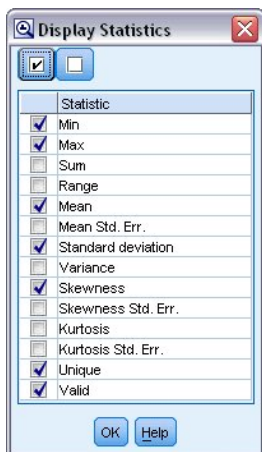 Display Statistics
Statistic
Min
Max
Sum
Range
Mean
Mean Std. Err.
Standard deviation
Variance
Skewness
Skewness Std. Err.
Kurtosis
Kurtosis Std. Err.
Unique
Valid
OK Help